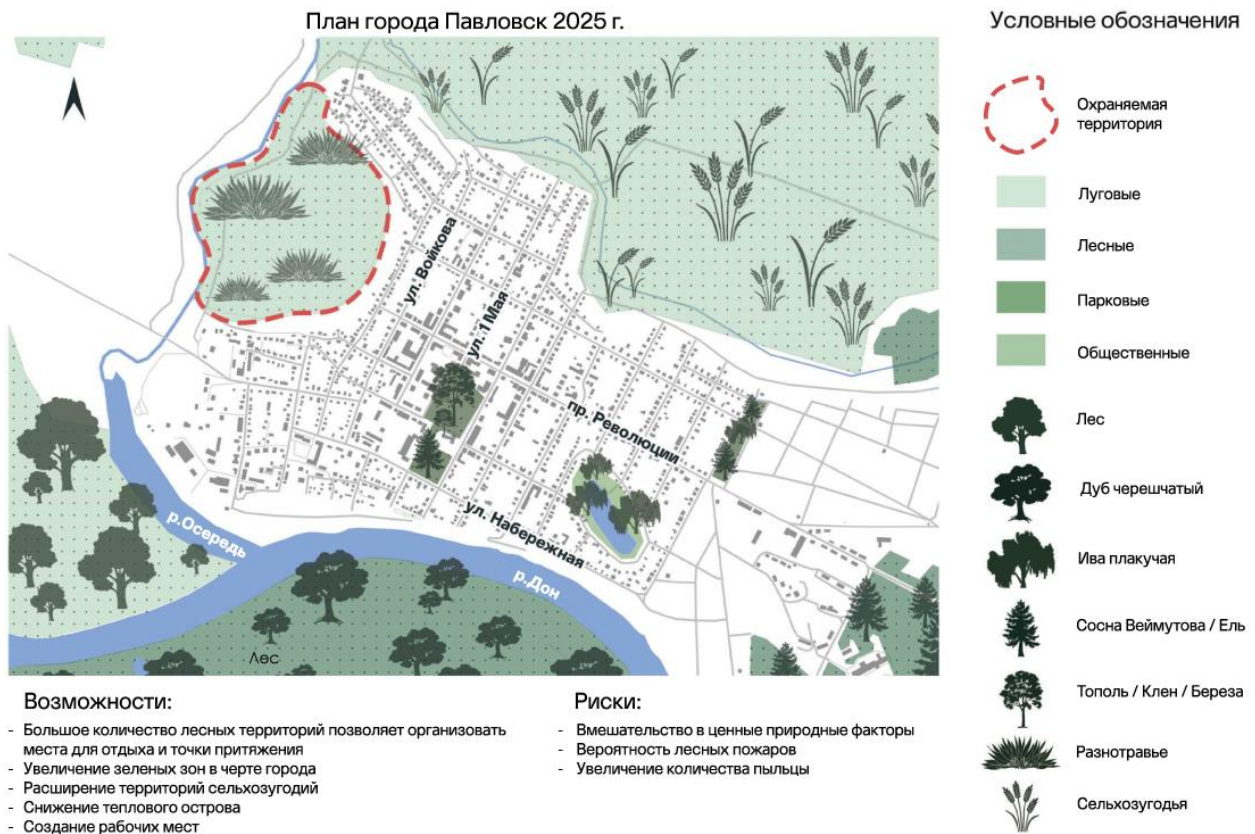 План города Павловск 2025 г.
Условные обозначения
Охраняемая
территория
Луговые
Лесные
Парковые
Общественные
Лес
Дуб черешчатый
Ива плакучая
Сосна Веймутова / Ель
Тополь / Клен / Береза
Разнотравье
Сельхозугодья
ул. Войкова
ул. 1 Мая
пр. Революции
ул. Набережная
р.Осередь
р.Дон
Лес
Возможности:
- Большое количество лесных территорий позволяет организовать
места для отдыха и точки притяжения
- Увеличение зеленых зон в черте города
- Расширение территорий сельхозугодий
- Снижение теплового острова
- Создание рабочих мест
Риски:
- Вмешательство в ценные природные факторы
- Вероятность лесных пожаров
- Увеличение количества пыльцы